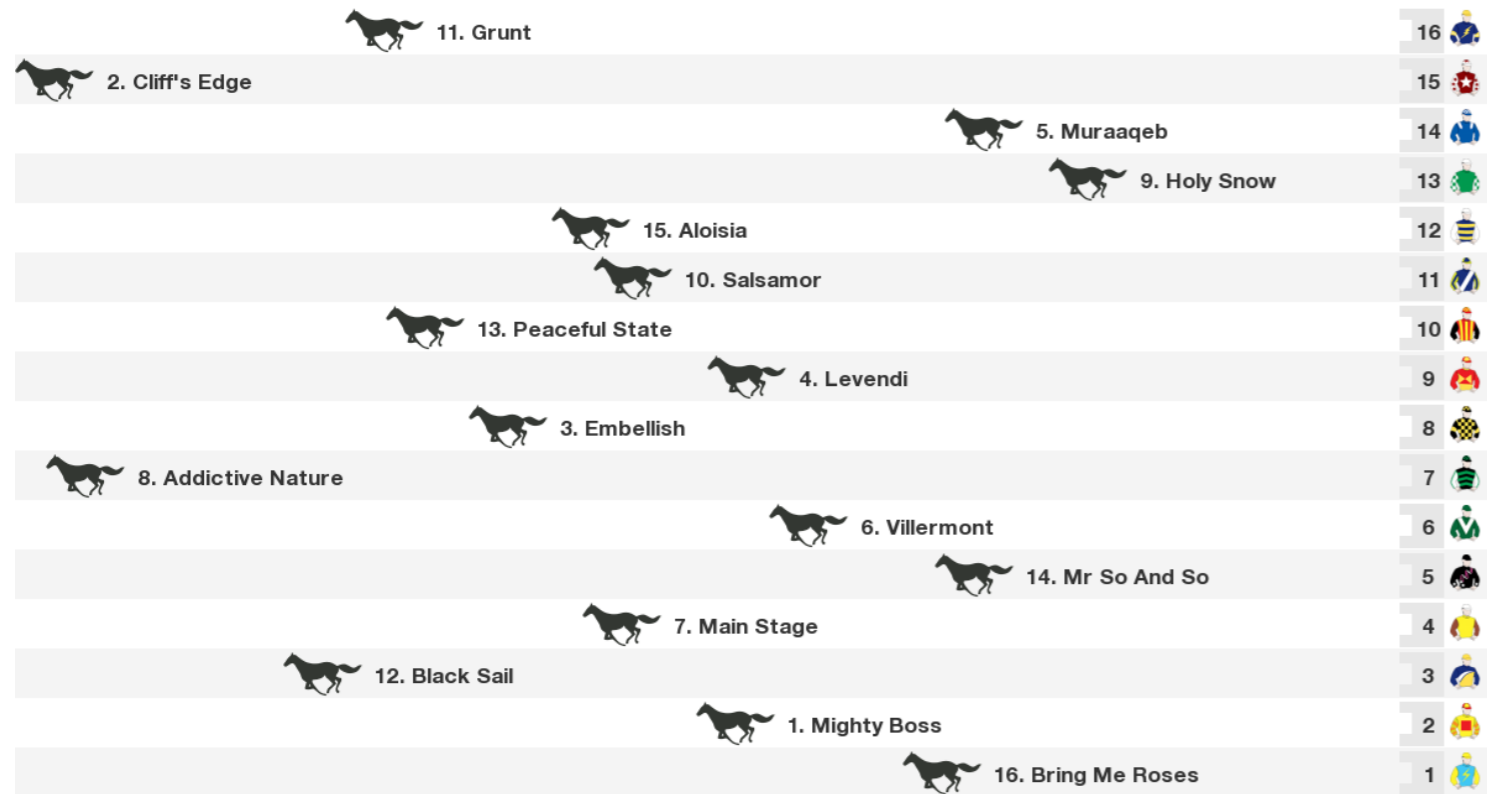 11. Grunt 16
2. Cliff's Edge 15
5. Muraaqeb 14
9. Holy Snow 13
15. Aloisia 12
10. Salsamor 11
13. Peaceful State 10
4. Levendi 9
3. Embellish 8
8. Addictive Nature 7
6. Villermont 6
14. Mr So And So 5
7. Main Stage 4
12. Black Sail 3
1. Mighty Boss 2
16. Bring Me Roses 1